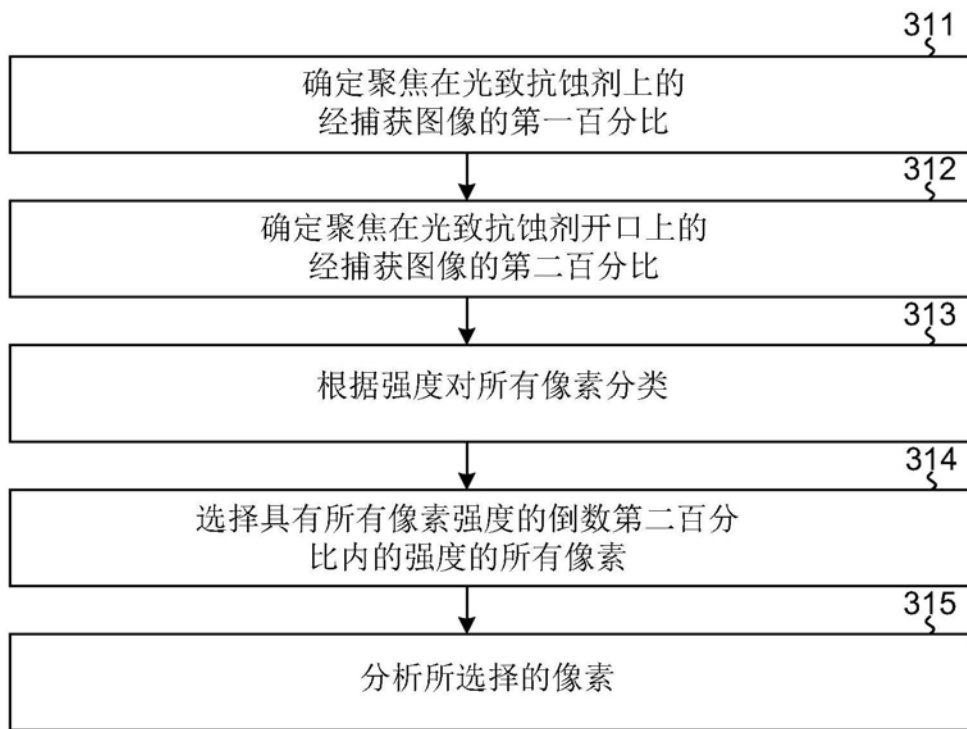 311
确定聚焦在光致抗蚀剂上的
经捕获图像的第一百分比
312
确定聚焦在光致抗蚀剂开口上的
经捕获图像的第二百分比
313
根据强度对所有像素分类
314
选择具有所有像素强度的倒数第二百分
比内的强度的所有像素
315
分析所选择的像素